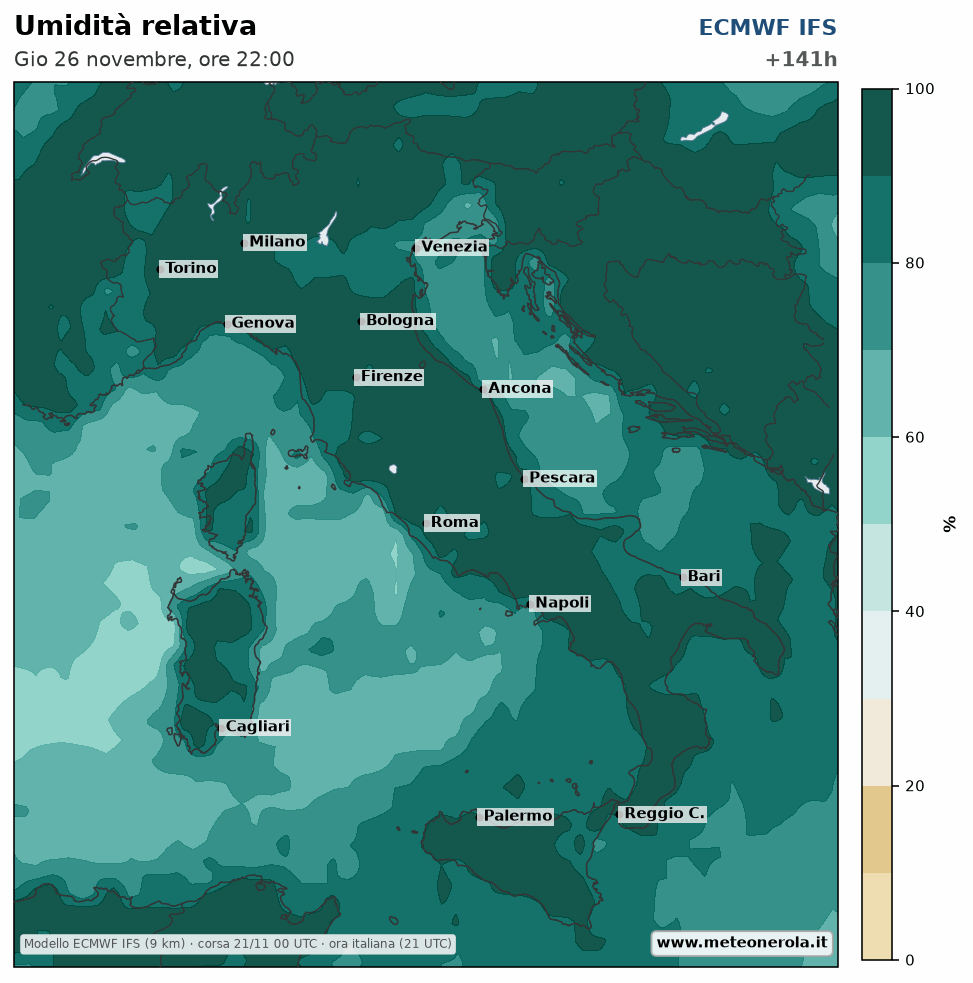 Umidità relativa
ECMWF IFS
Gio 26 novembre, ore 22:00
+141h
100
80
60
40
20
0
%
Milano
Venezia
Torino
Genova
Bologna
Firenze
Ancona
Pescara
Roma
Bari
Napoli
Cagliari
Palermo
Reggio C.
Modello ECMWF IFS (9 km) · corsa 21/11 00 UTC · ora italiana (21 UTC)
www.meteonerola.it